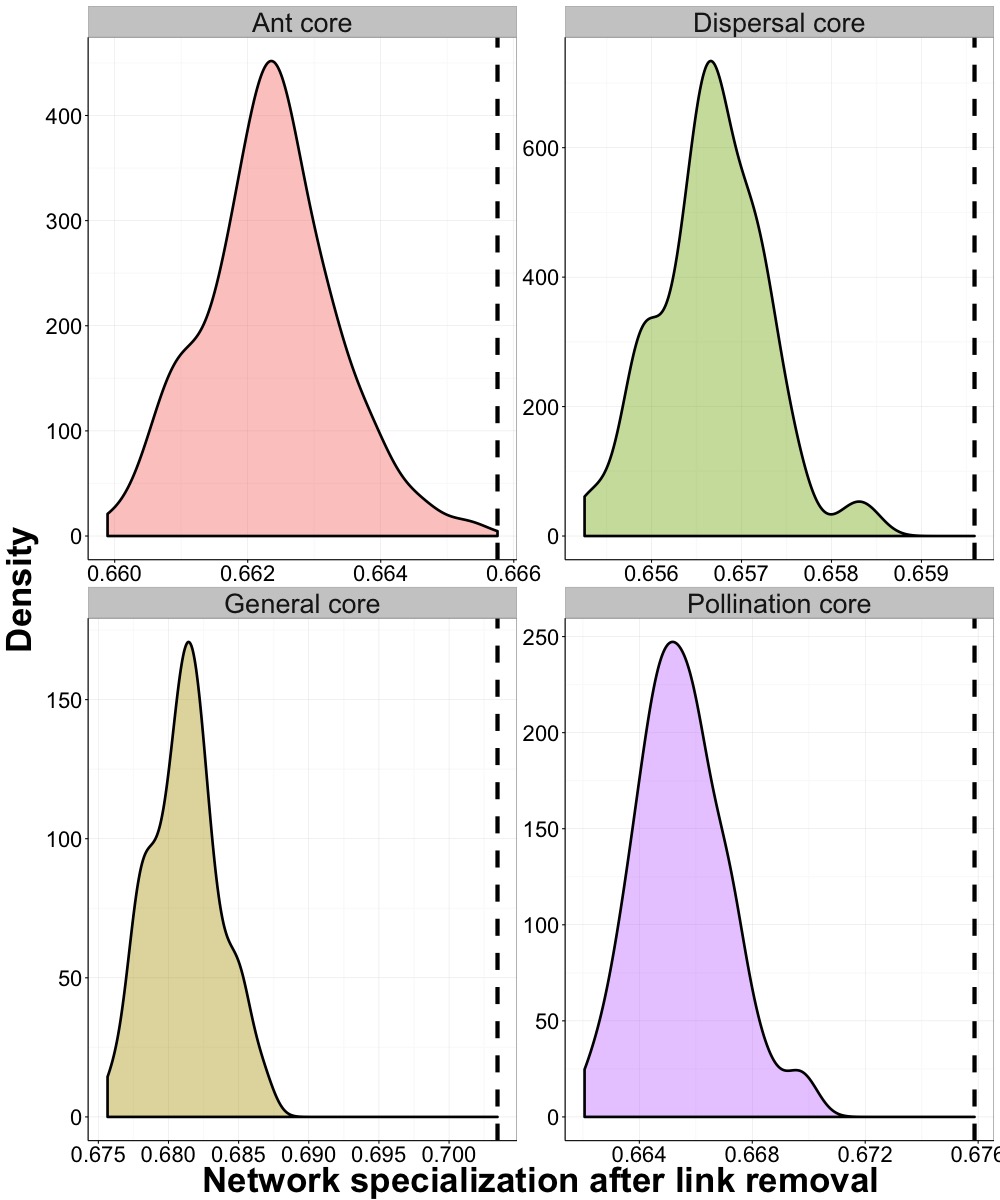 Ant core
Dispersal core
400
300
200
100
0
600
400
200
0
0.660 0.662 0.664 0.666
0.656 0.657 0.658 0.659
Density
General core
Pollination core
150
100
50
0
250
200
150
100
50
0
0.675 0.680 0.685 0.690 0.695 0.700
0.664 0.668 0.672 0.676
Network specialization after link removal